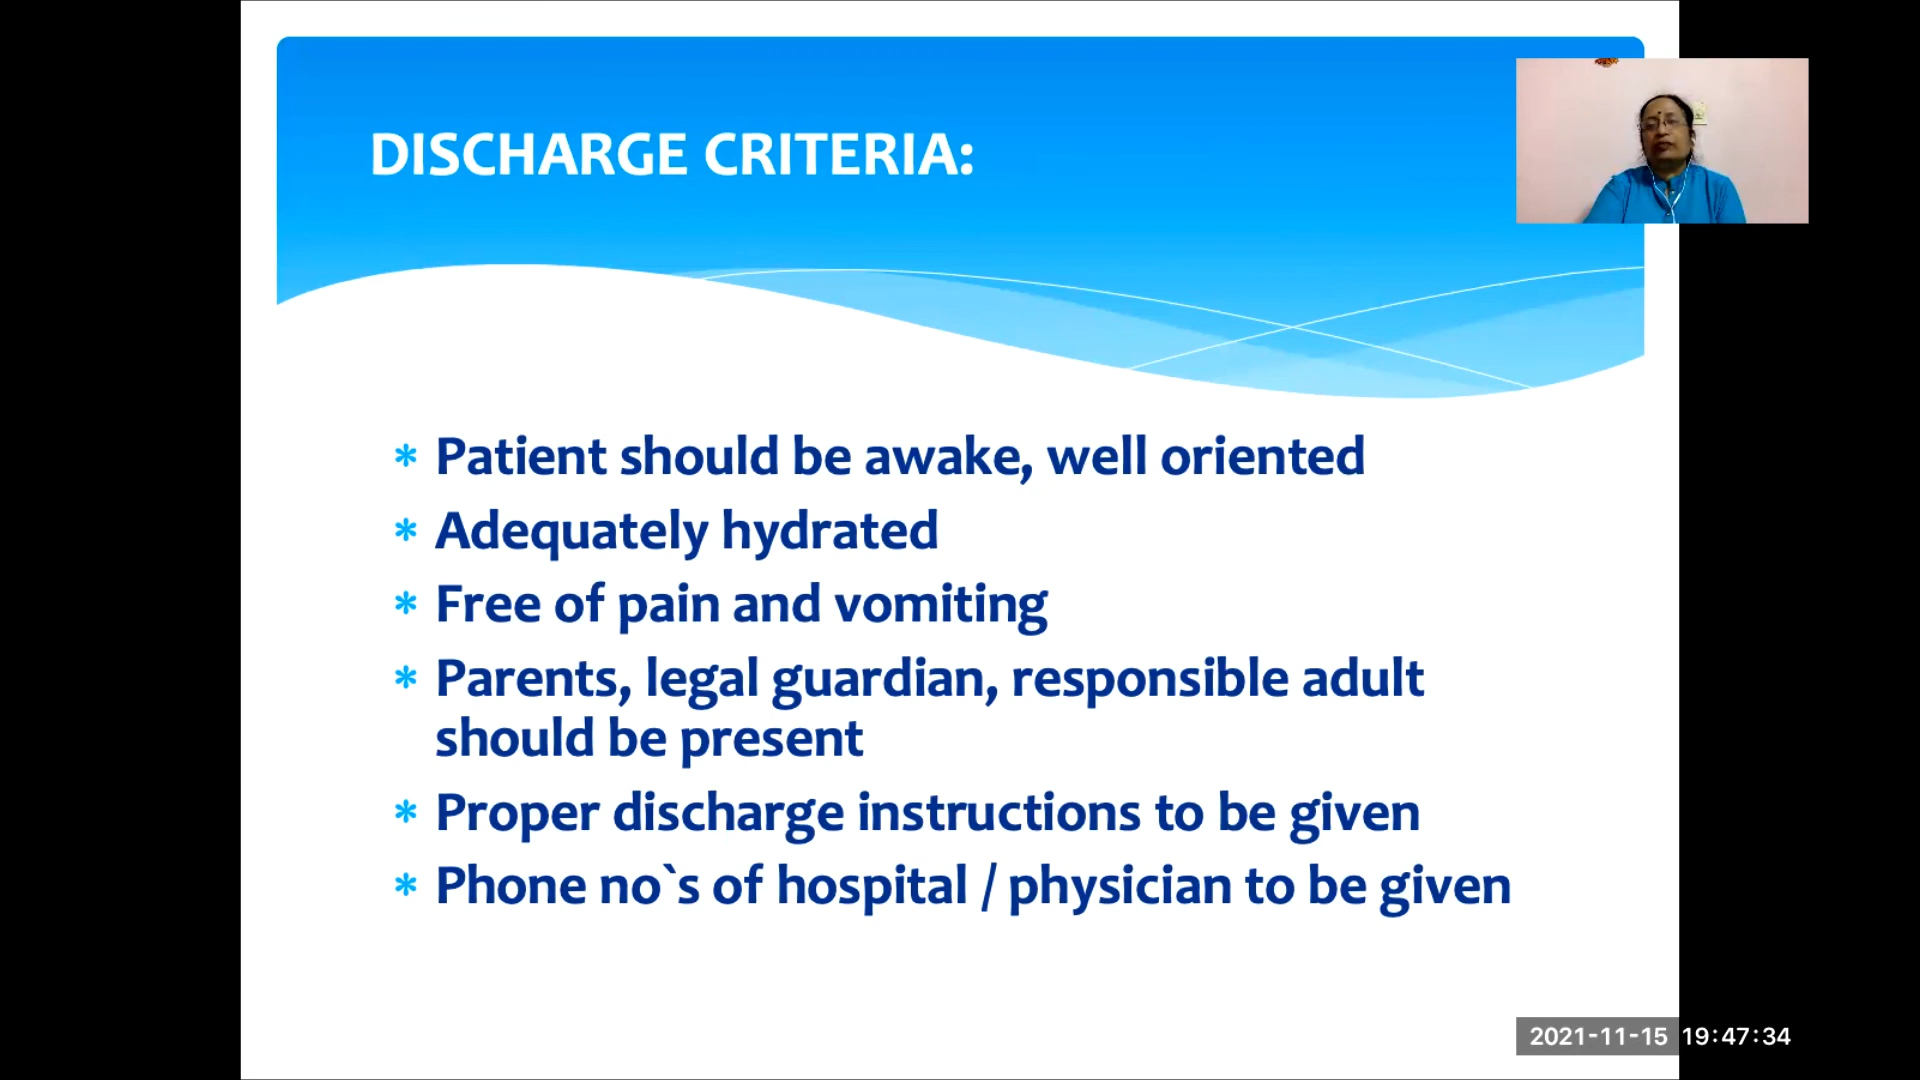 DISCHARGE CRITERIA:
* Patient should be awake, well oriented
* Adequately hydrated
* Free of pain and vomiting
* Parents, legal guardian, responsible adult
should be present
* Proper discharge instructions to be given
* Phone no`s of hospital / physician to be given
2021-11-15 19:47:34